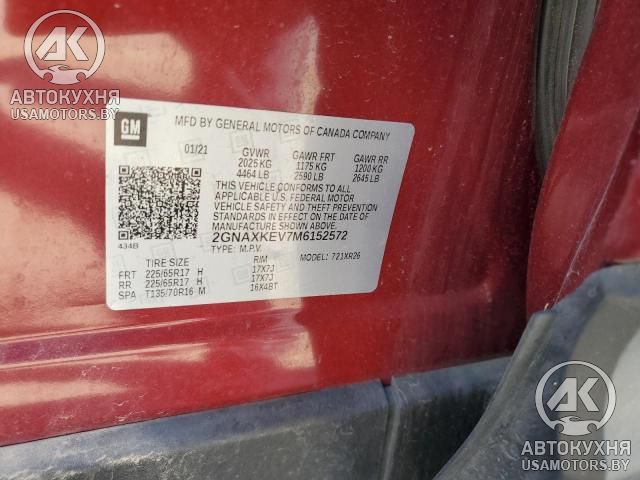 AK
АВТОКУХНЯ
USAMOTORS.BY
GM
MFD BY GENERAL MOTORS OF CANADA COMPANY
01/21 GVWR GAWR FRT GAWR RR
2025 KG 1175 KG 1200 KG
4464 LB 2590 LB 2645 LB
THIS VEHICLE CONFORMS TO ALL
APPLICABLE U.S. FEDERAL MOTOR
VEHICLE SAFETY AND THEFT PREVENTION
STANDARDS IN EFFECT ON THE DATE OF
MANUFACTURE SHOWN ABOVE.
434B
2GNAXKEV7M6152572
TYPE: M.P.V. MODEL: 721XR26
TIRE SIZE RIM
FRT 225/65R17 H 17X7J
RR 225/65R17 H 17X7J
SPA T135/70R16 M 16X4BT
AK
АВТОКУХНЯ
USAMOTORS.BY